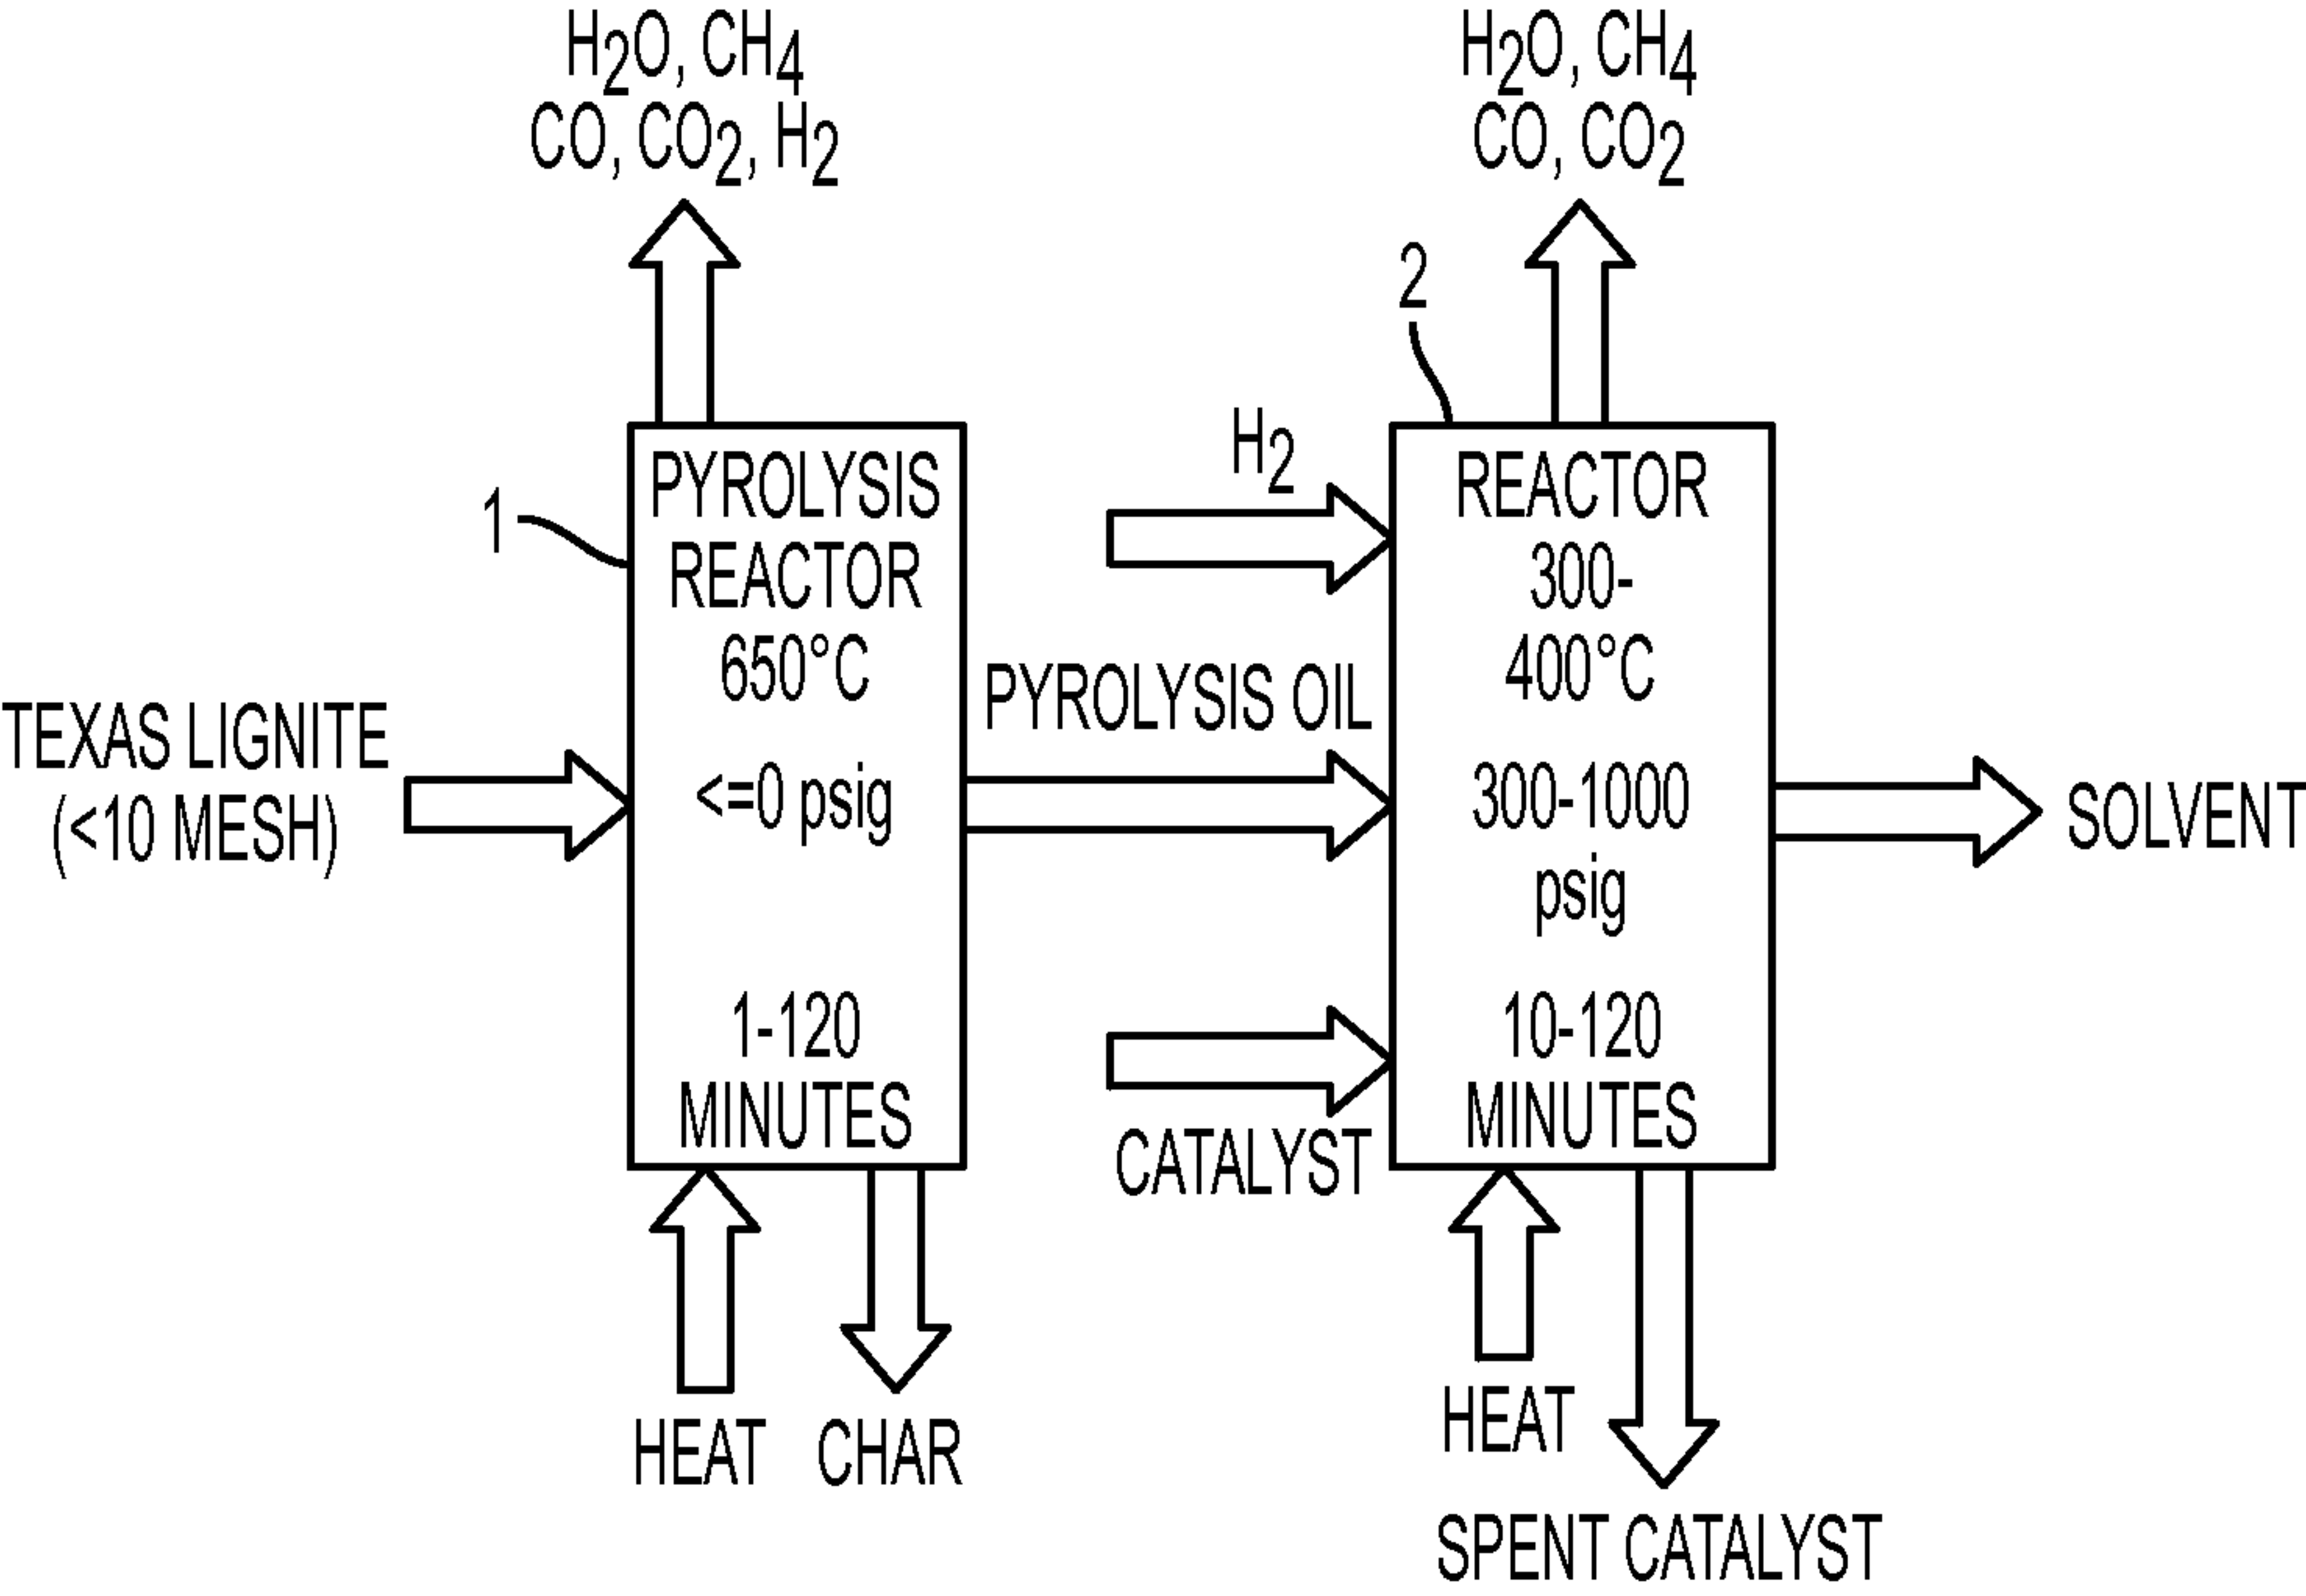 H2O, CH4
CO, CO2, H2
H2O, CH4
CO, CO2
2
H2
1
PYROLYSIS
REACTOR
650°C
<=0 psig
1-120
MINUTES
REACTOR
300-
400°C
300-1000
psig
10-120
MINUTES
PYROLYSIS OIL
TEXAS LIGNITE
(<10 MESH)
SOLVENT
CATALYST
HEAT
CHAR
HEAT
SPENT CATALYST